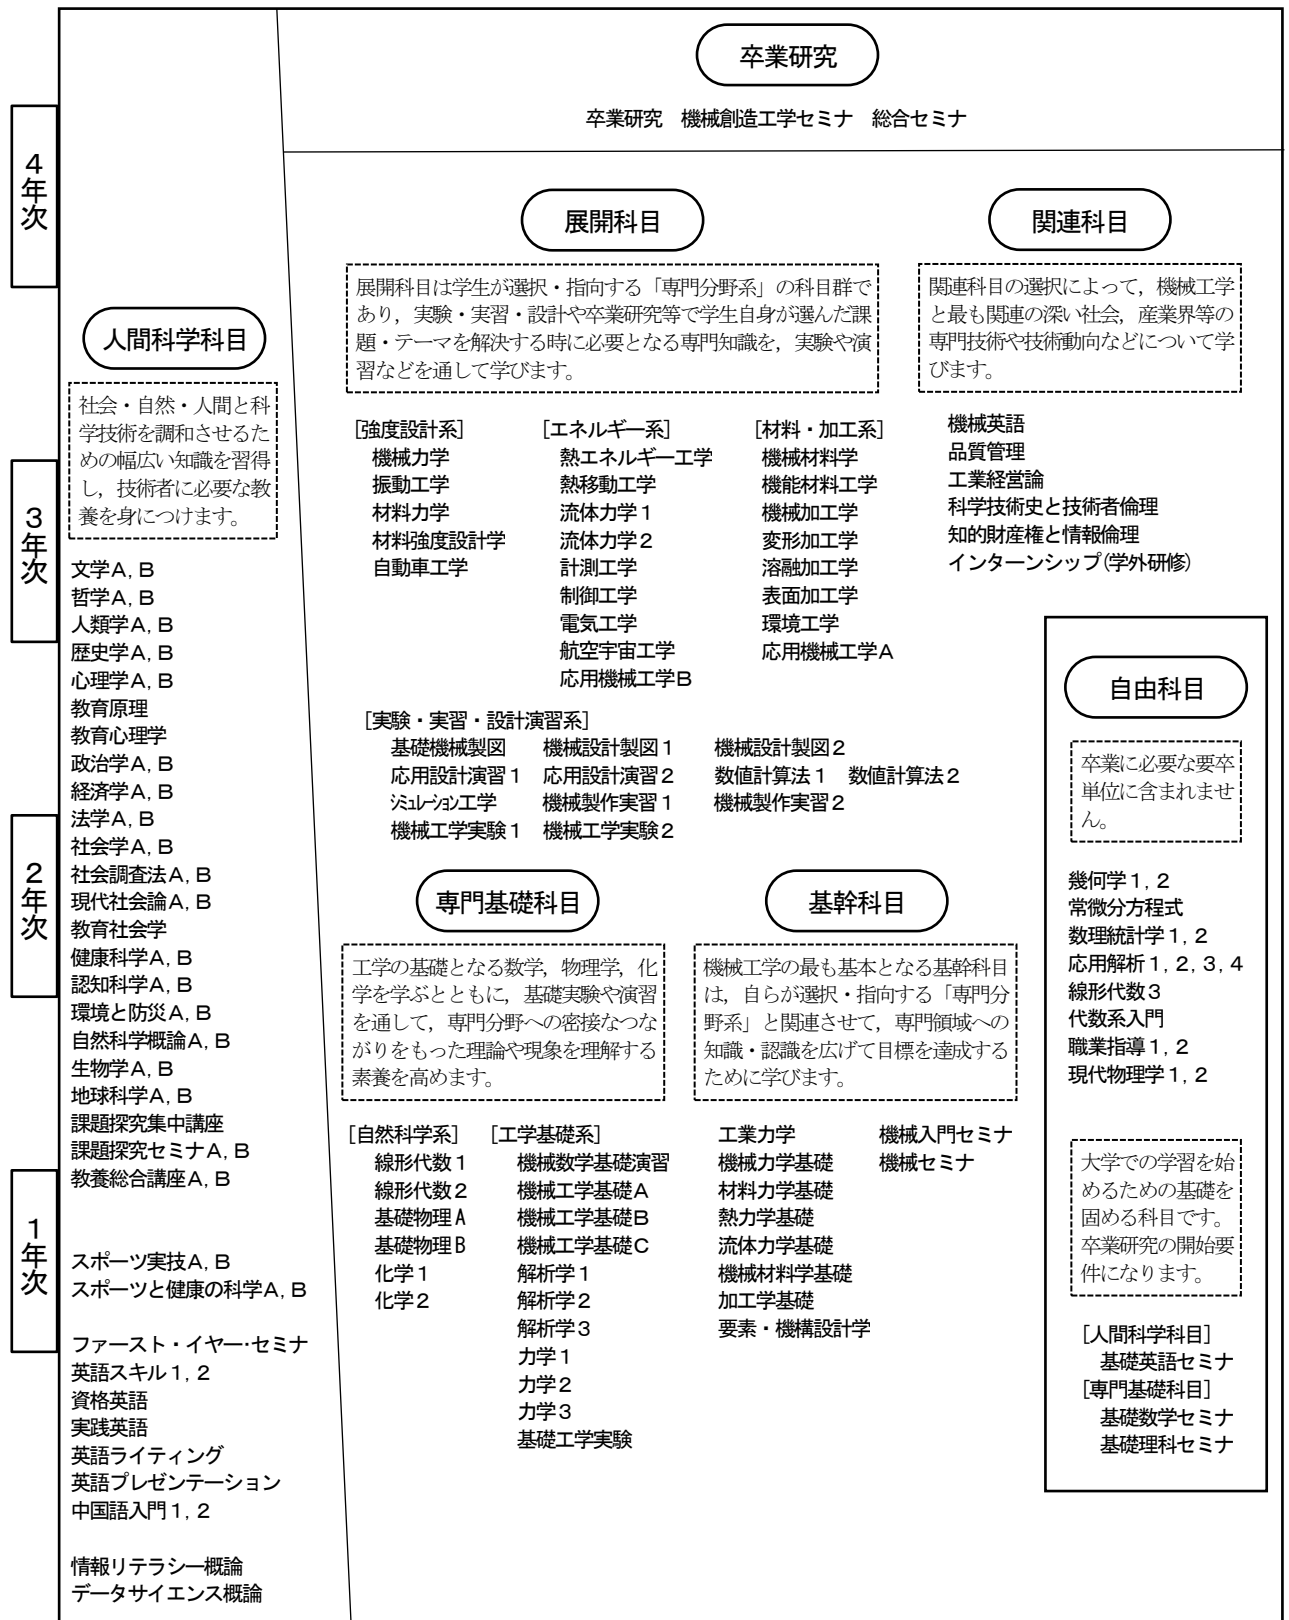 卒業研究
卒業研究　機械創造工学セミナ　総合セミナ
4年次
3年次
2年次
1年次
人間科学科目
社会・自然・人間と科
学技術を調和させるた
めの幅広い知識を習得
し，技術者に必要な教
養を身につけます。
文学A, B
哲学A, B
人類学A, B
歴史学A, B
心理学A, B
教育原理
教育心理学
政治学A, B
経済学A, B
法学A, B
社会学A, B
社会調査法A, B
現代社会論A, B
教育社会学
健康科学A, B
認知科学A, B
環境と防災A, B
自然科学概論A, B
生物学A, B
地球科学A, B
課題探究集中講座
課題探究セミナA, B
教養総合講座A, B
スポーツ実技A, B
スポーツと健康の科学A, B
ファースト・イヤー・セミナ
英語スキル1, 2
資格英語
実践英語
英語ライティング
英語プレゼンテーション
中国語入門1, 2
情報リテラシー概論
データサイエンス概論
展開科目
展開科目は学生が選択・指向する「専門分野系」の科目群で
あり，実験・実習・設計や卒業研究等で学生自身が選んだ課
題・テーマを解決する時に必要となる専門知識を，実験や演
習などを通して学びます。
[強度設計系]
機械力学
振動工学
材料力学
材料強度設計学
自動車工学
[エネルギー系]
熱エネルギー工学
熱移動工学
流体力学1
流体力学2
計測工学
制御工学
電気工学
航空宇宙工学
応用機械工学B
[材料・加工系]
機械材料学
機能材料工学
機械加工学
変形加工学
溶融加工学
表面加工学
環境工学
応用機械工学A
[実験・実習・設計演習系]
基礎機械製図　機械設計製図1　機械設計製図2
応用設計演習1　応用設計演習2　数値計算法1　数値計算法2
シミュレーション工学　機械製作実習1　機械製作実習2
機械工学実験1　機械工学実験2
関連科目
関連科目の選択によって，機械工学
と最も関連の深い社会，産業界等の
専門技術や技術動向などについて学
びます。
機械英語
品質管理
工業経営論
科学技術史と技術者倫理
知的財産権と情報倫理
インターンシップ(学外研修)
専門基礎科目
工学の基礎となる数学，物理学，化
学を学ぶとともに，基礎実験や演習
を通して，専門分野への密接なつな
がりをもった理論や現象を理解する
素養を高めます。
[自然科学系]
線形代数1
線形代数2
基礎物理A
基礎物理B
化学1
化学2
[工学基礎系]
機械数学基礎演習
機械工学基礎A
機械工学基礎B
機械工学基礎C
解析学1
解析学2
解析学3
力学1
力学2
力学3
基礎工学実験
基幹科目
機械工学の最も基本となる基幹科目
は，自らが選択・指向する「専門分
野系」と関連させて，専門領域への
知識・認識を広げて目標を達成する
ために学びます。
工業力学
機械力学基礎
材料力学基礎
熱力学基礎
流体力学基礎
機械材料学基礎
加工学基礎
要素・機構設計学
機械入門セミナ
機械セミナ
自由科目
卒業に必要な要卒
単位に含まれませ
ん。
幾何学1, 2
常微分方程式
数理統計学1, 2
応用解析1, 2, 3, 4
線形代数3
代数系入門
職業指導1, 2
現代物理学1, 2
大学での学習を始
めるための基礎を
固める科目です。
卒業研究の開始要
件になります。
[人間科学科目]
基礎英語セミナ
[専門基礎科目]
基礎数学セミナ
基礎理科セミナ